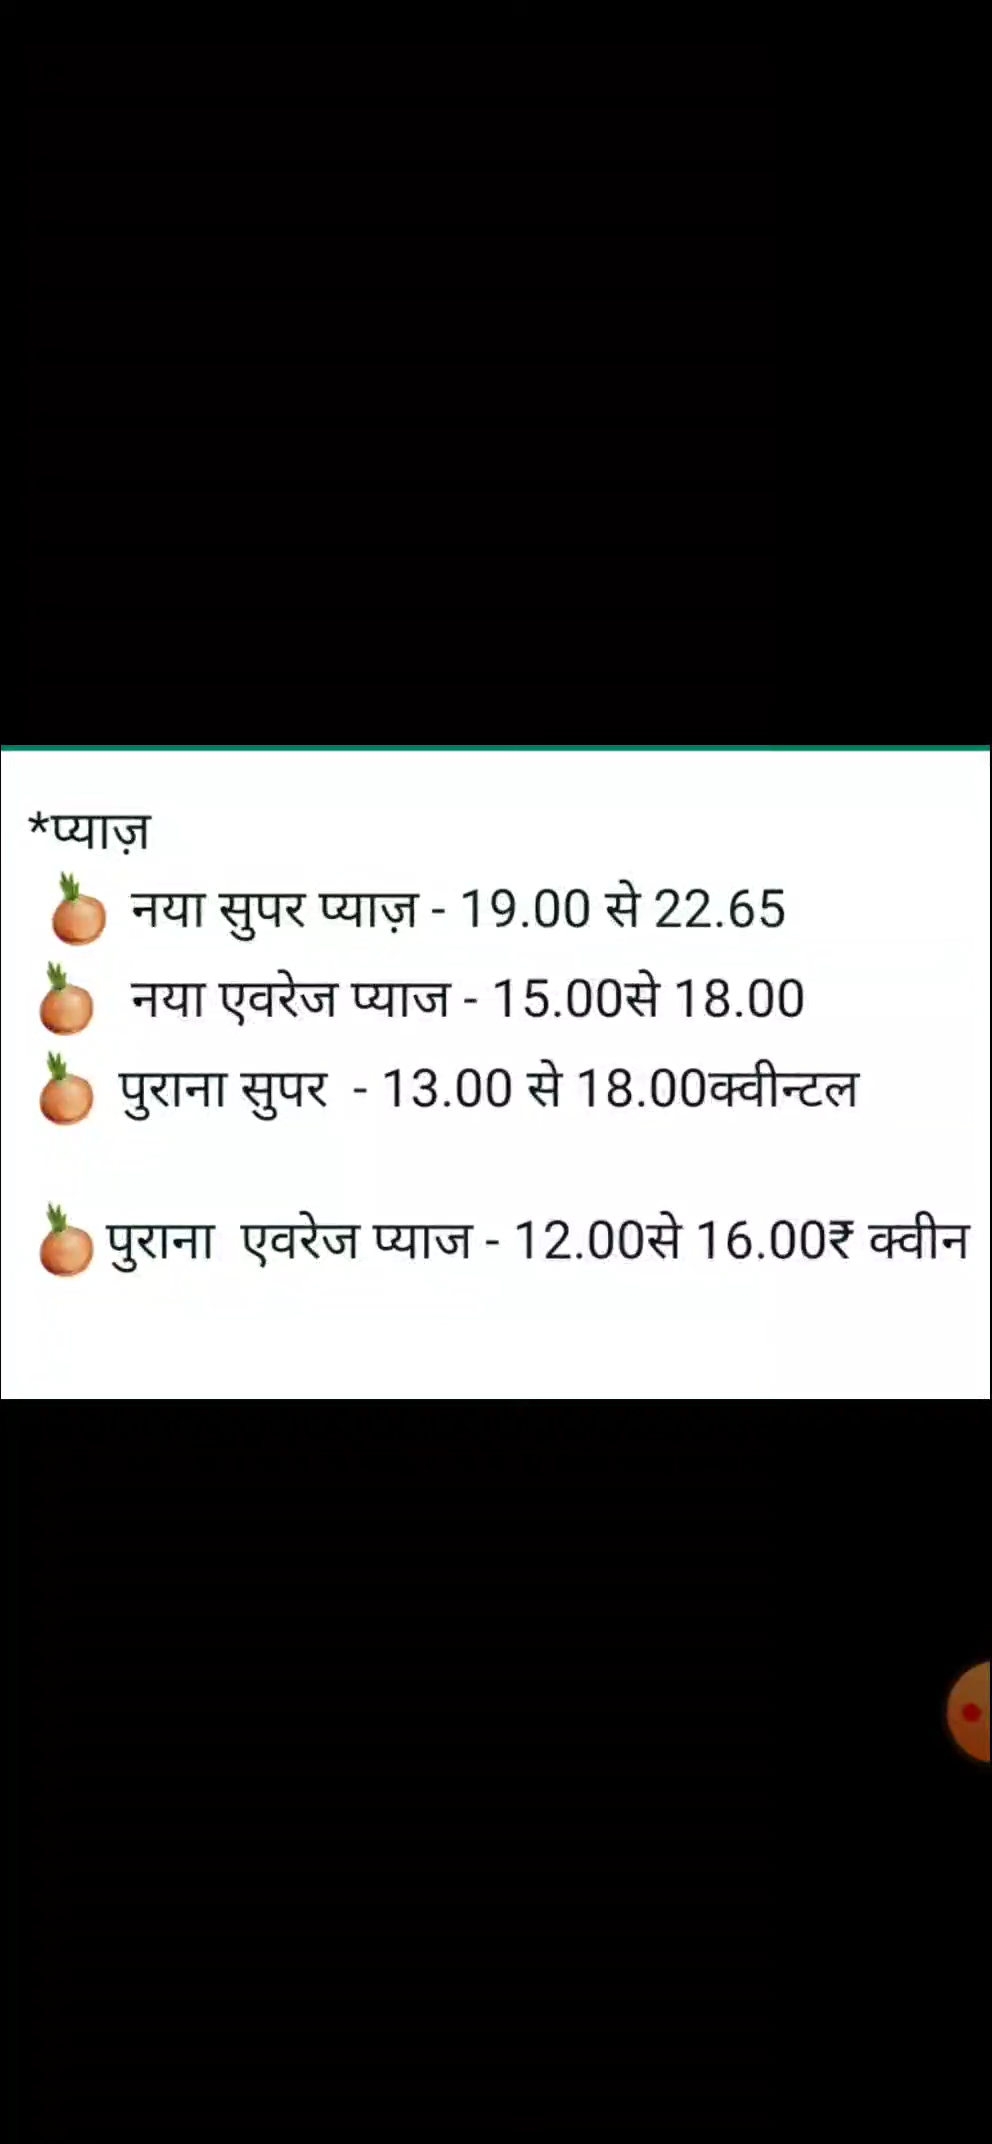 *प्याज़
नया सुपर प्याज़ - 19.00 से 22.65
नया एवरेज प्याज - 15.00से 18.00
पुराना सुपर - 13.00 से 18.00क्वीन्टल
पुराना एवरेज प्याज - 12.00से 16.00₹ क्वीन